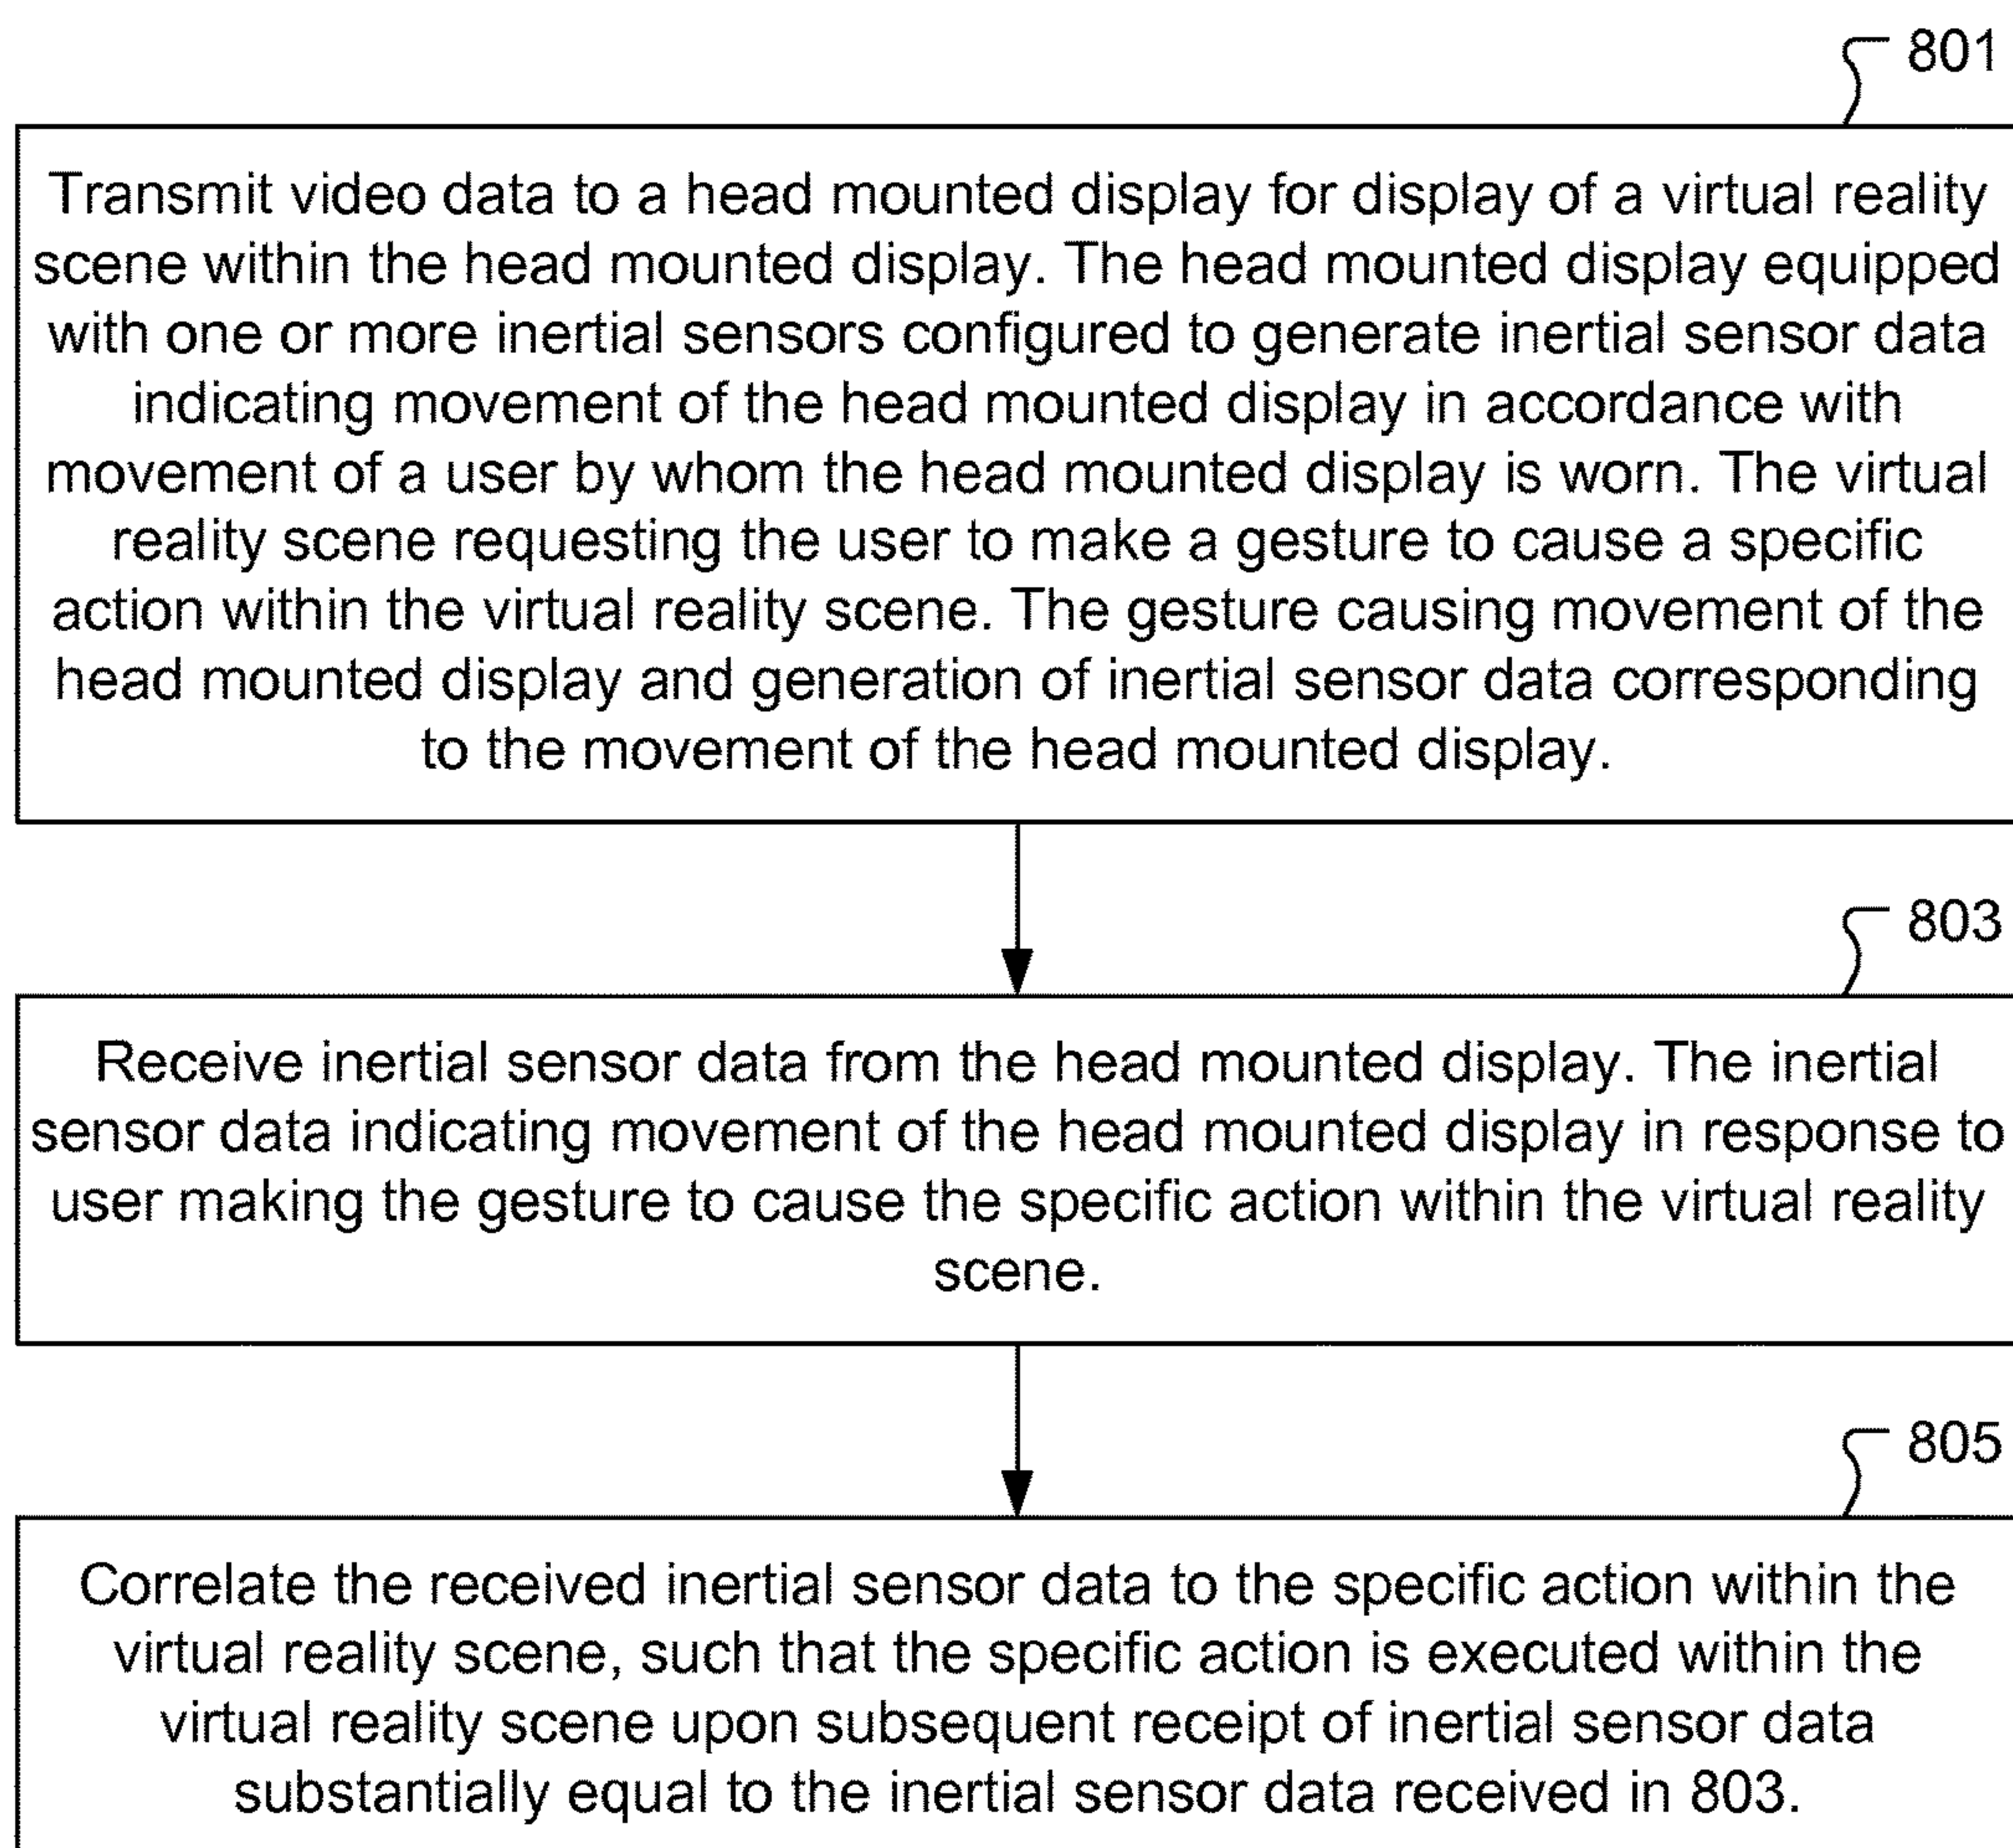 801
Transmit video data to a head mounted display for display of a virtual reality
scene within the head mounted display. The head mounted display equipped
with one or more inertial sensors configured to generate inertial sensor data
indicating movement of the head mounted display in accordance with
movement of a user by whom the head mounted display is worn. The virtual
reality scene requesting the user to make a gesture to cause a specific
action within the virtual reality scene. The gesture causing movement of the
head mounted display and generation of inertial sensor data corresponding
to the movement of the head mounted display.
803
Receive inertial sensor data from the head mounted display. The inertial
sensor data indicating movement of the head mounted display in response to
user making the gesture to cause the specific action within the virtual reality
scene.
805
Correlate the received inertial sensor data to the specific action within the
virtual reality scene, such that the specific action is executed within the
virtual reality scene upon subsequent receipt of inertial sensor data
substantially equal to the inertial sensor data received in 803.